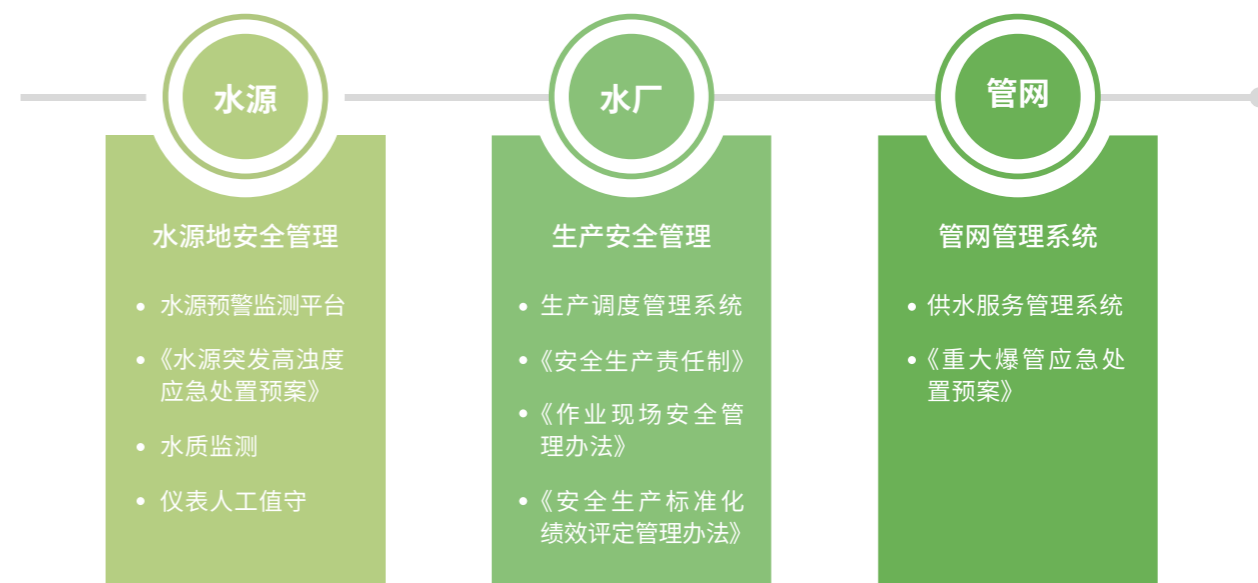 水源
水源地安全管理
水源预警监测平台
《水源突发高浊度
应急处置预案》
水质监测
仪表人工值守
水厂
生产安全管理
生产调度管理系统
《安全生产责任制》
《作业现场安全管
理办法》
《安全生产标准化
绩效评定管理办法》
管网
管网管理系统
供水服务管理系统
《重大爆管应急处
置预案》